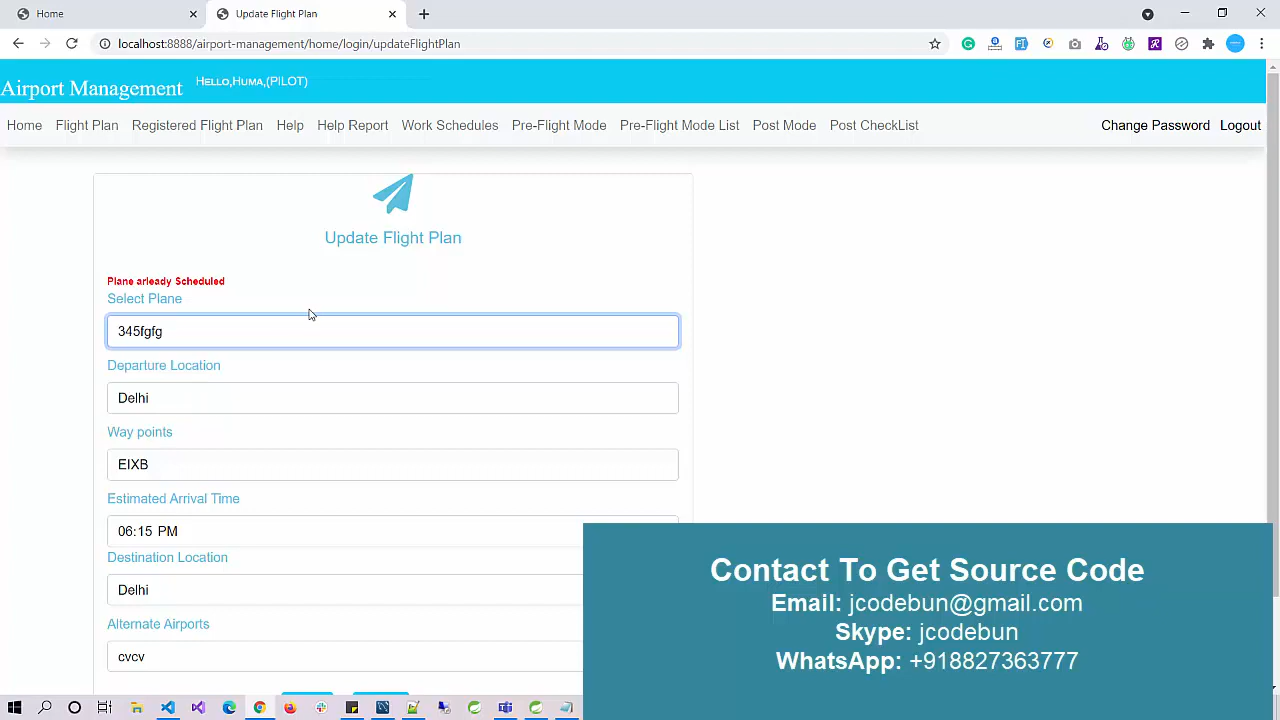 Home
Update Flight Plan
localhost:8888/airport-management/home/login/updateFlightPlan
Airport Management
Hello,Huma,(PILOT)
Home Flight Plan Registered Flight Plan Help Help Report Work Schedules Pre-Flight Mode Pre-Flight Mode List Post Mode Post CheckList Change Password Logout
Update Flight Plan
Plane arleady Scheduled
Select Plane
345fgfg
Departure Location
Delhi
Way points
EIXB
Estimated Arrival Time
06:15 PM
Destination Location
Delhi
Alternate Airports
cvcv
Contact To Get Source Code
Email: jcodebun@gmail.com
Skype: jcodebun
WhatsApp: +918827363777